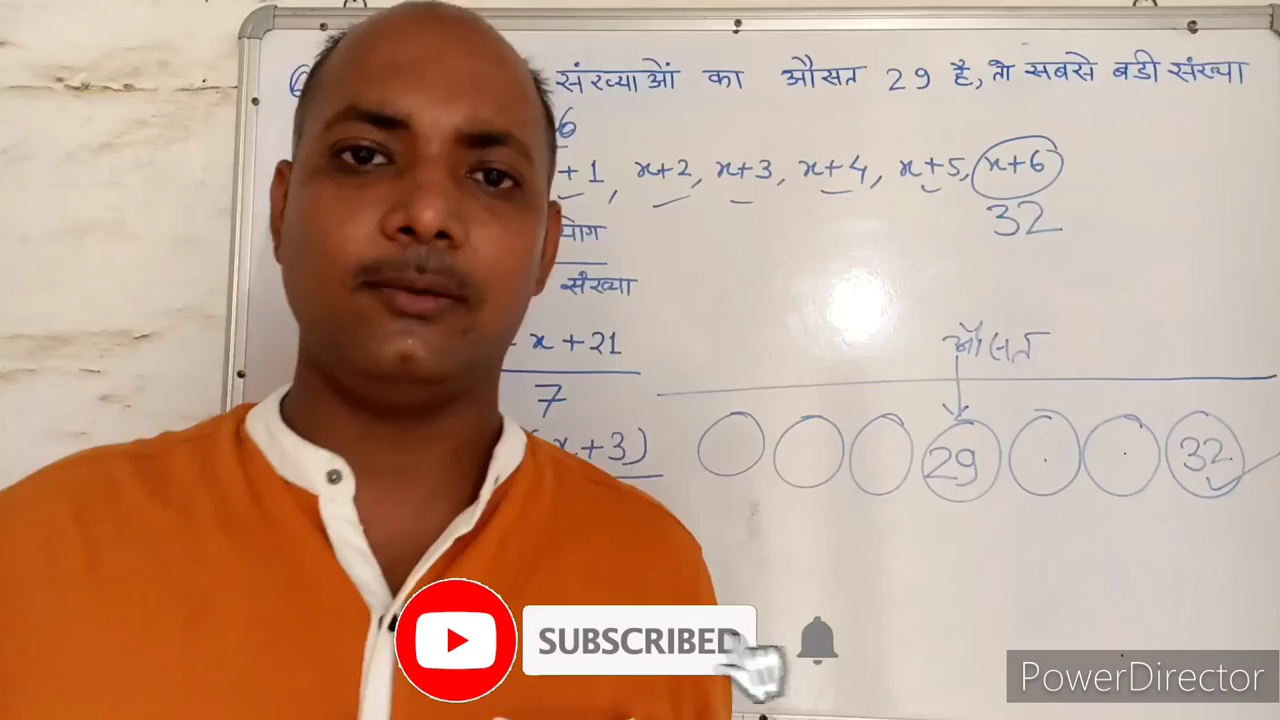 संख्याओं का औसत 29 है, तो सबसे बडी संख्या
6
+1, x+2, x+3, x+4, x+5, x+6
32
योग
संख्या
x + 21
7
x+3)
औसत
29 32
SUBSCRIBED
PowerDirector